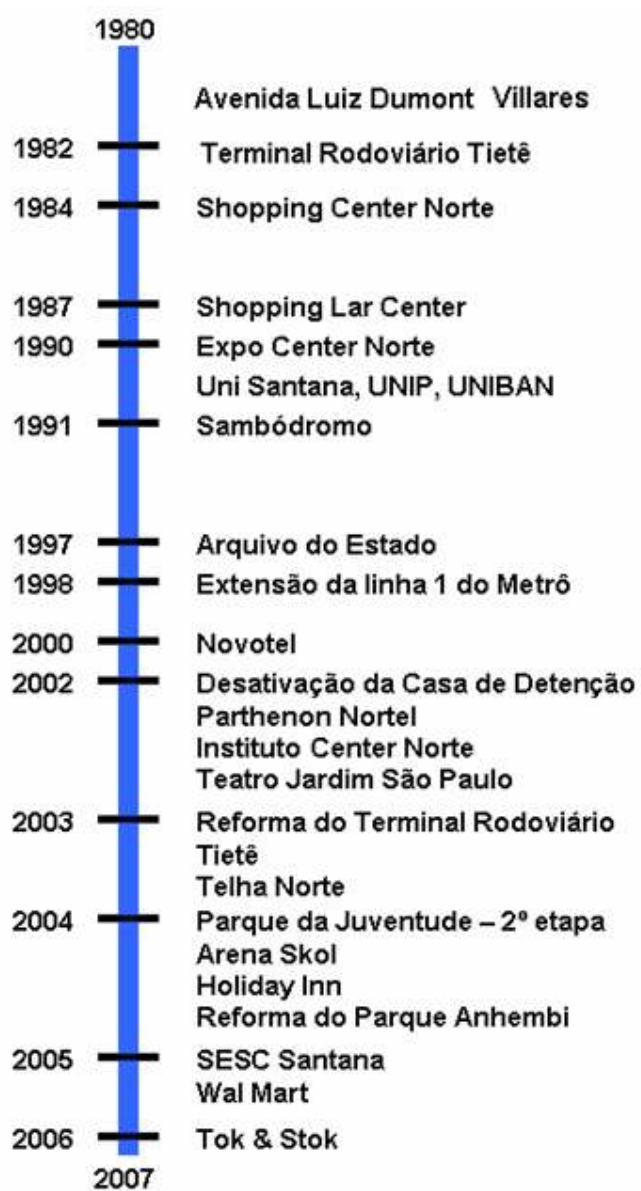 1980
Avenida Luiz Dumont Villares
1982 Terminal Rodoviário Tietê
1984 Shopping Center Norte
1987 Shopping Lar Center
1990 Expo Center Norte
Uni Santana, UNIP, UNIBAN
1991 Sambódromo
1997 Arquivo do Estado
1998 Extensão da linha 1 do Metrô
2000 Novotel
2002 Desativação da Casa de Detenção
Parthenon Nortel
Instituto Center Norte
Teatro Jardim São Paulo
2003 Reforma do Terminal Rodoviário
Tietê
Telha Norte
2004 Parque da Juventude – 2ª etapa
Arena Skol
Holiday Inn
Reforma do Parque Anhembi
2005 SESC Santana
Wal Mart
2006 Tok & Stok
2007